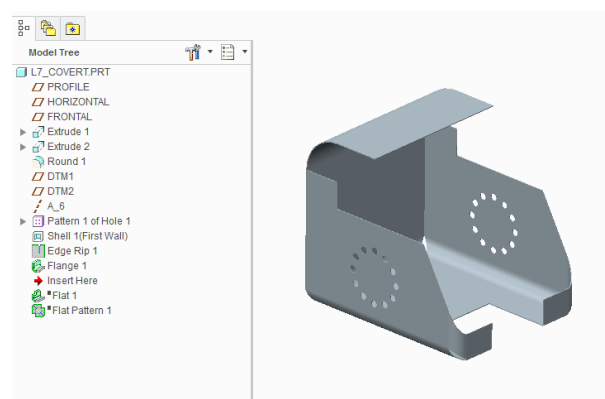 Model Tree
L7_COVERT.PRT
PROFILE
HORIZONTAL
FRONTAL
Extrude 1
Extrude 2
Round 1
DTM1
DTM2
A_6
Pattern 1 of Hole 1
Shell 1(First Wall)
Edge Rip 1
Flange 1
Insert Here
Flat 1
Flat Pattern 1